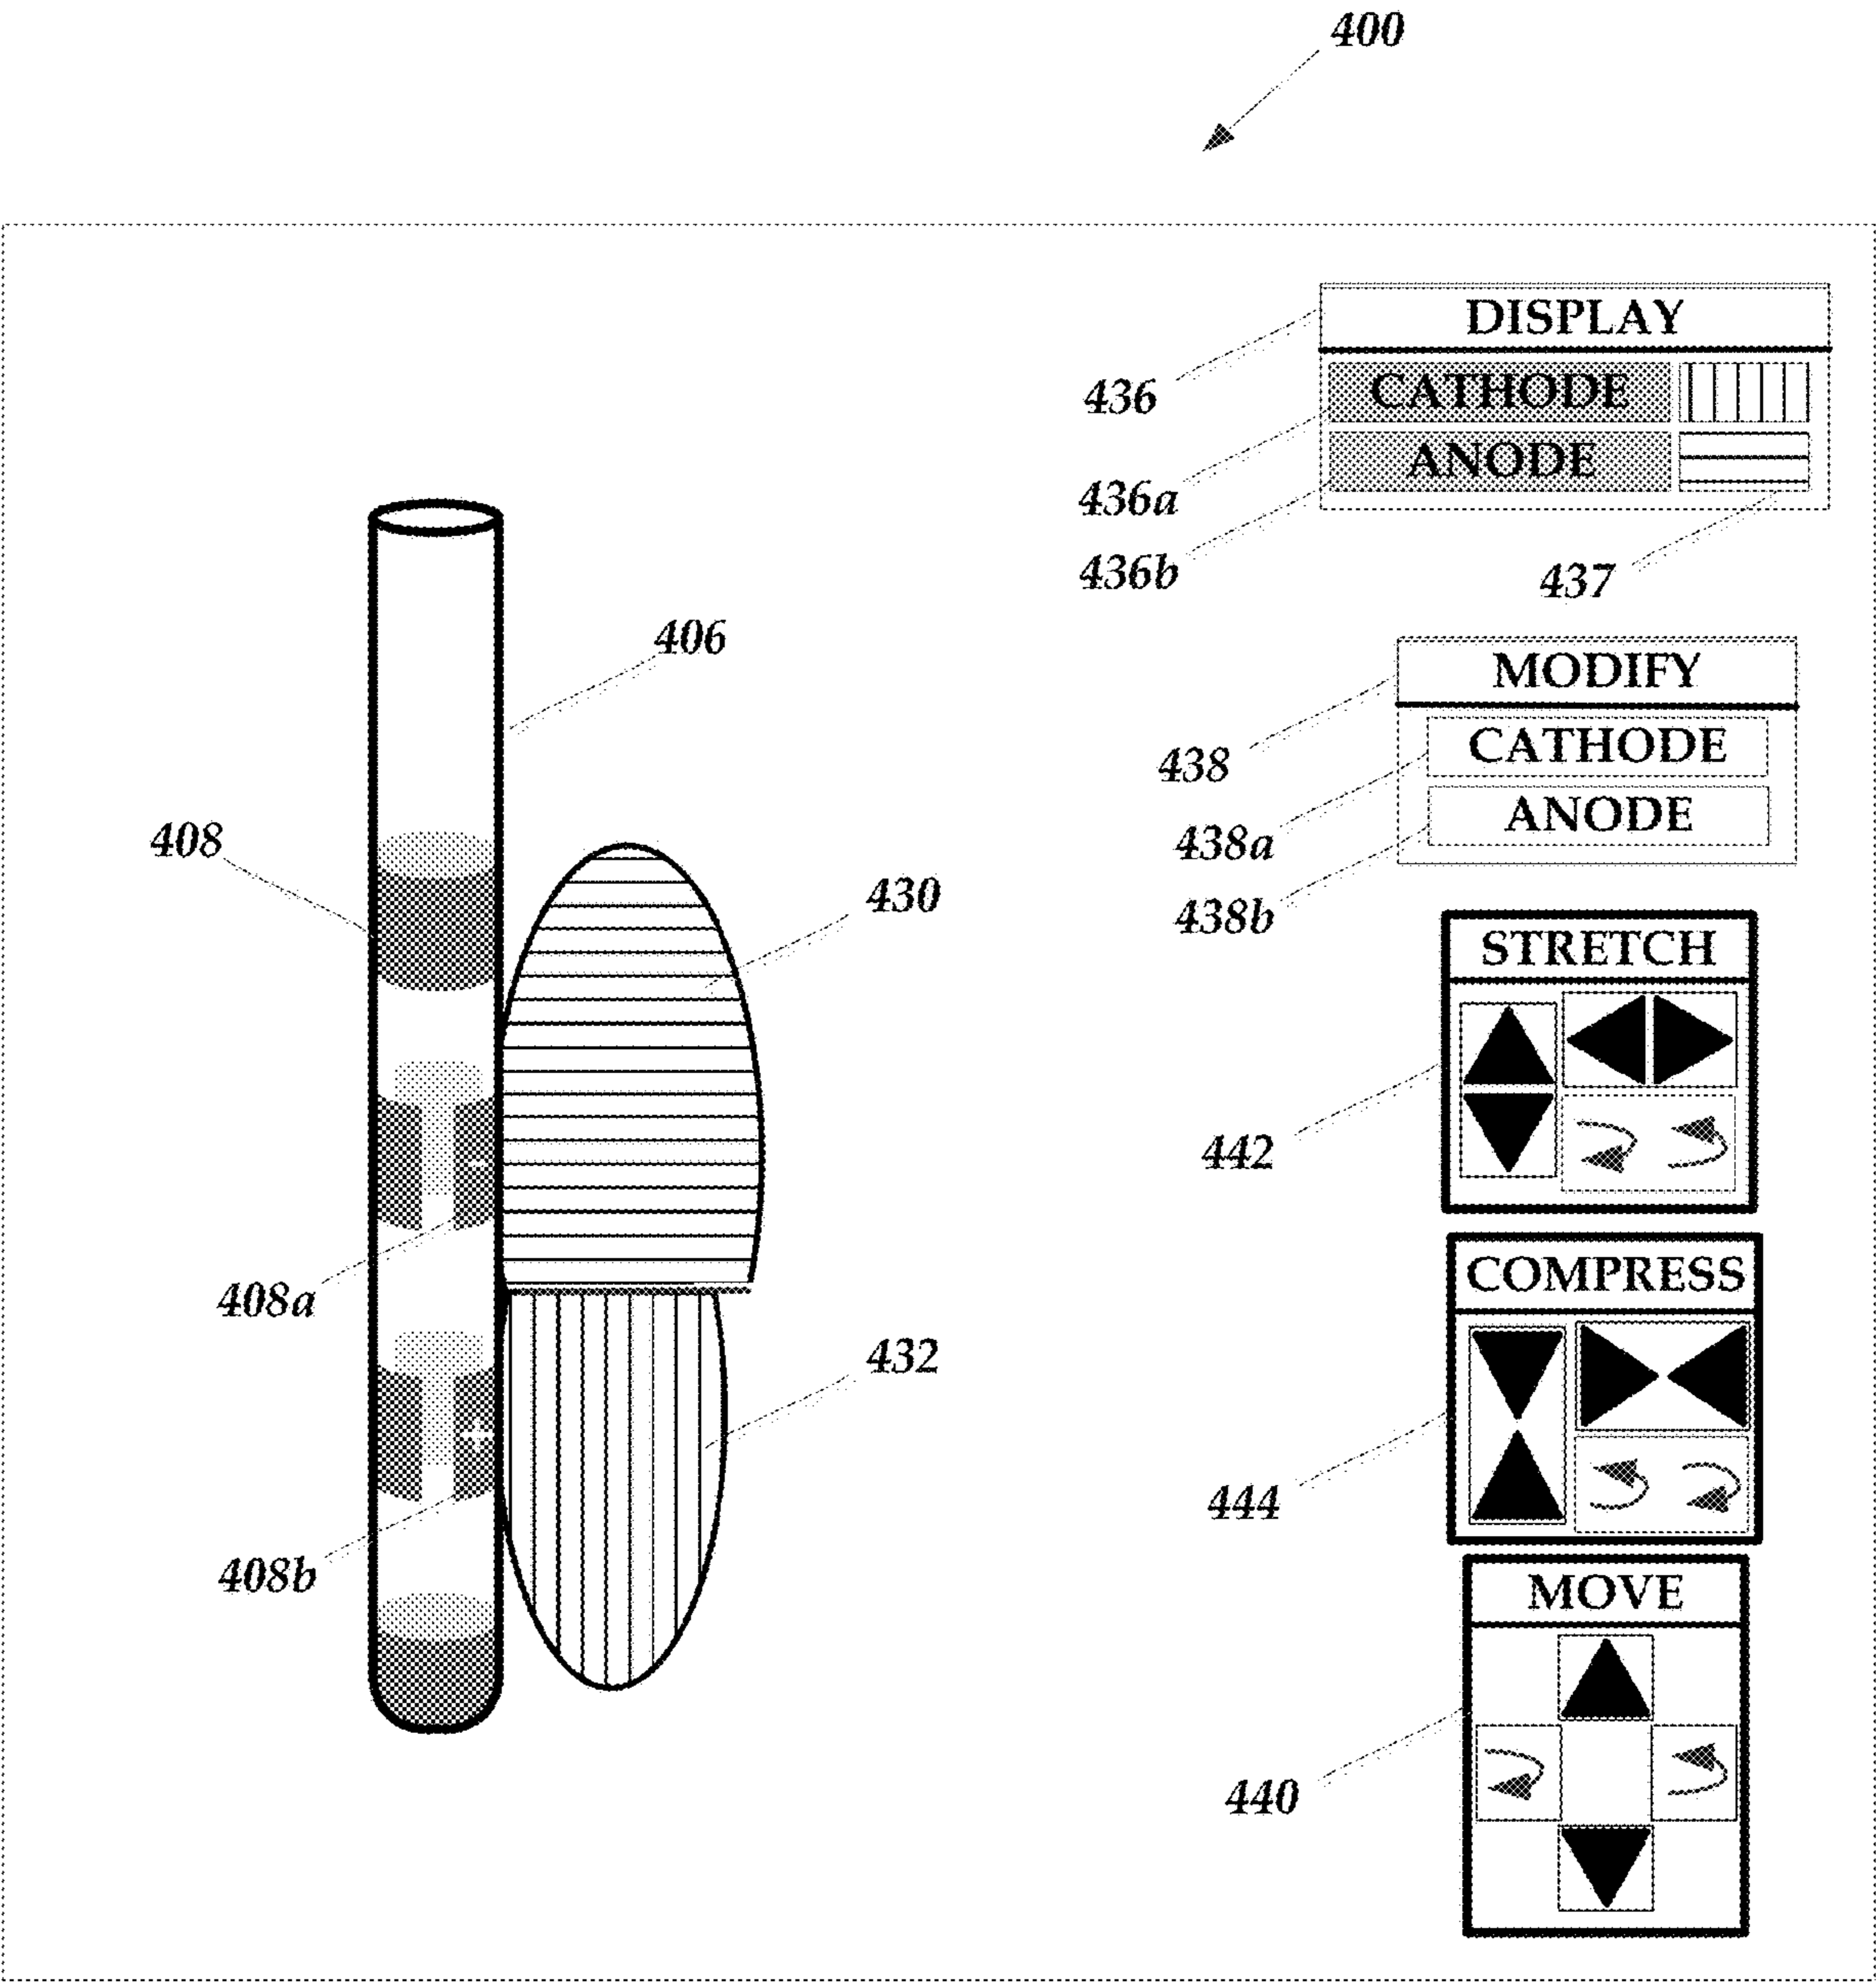 400
DISPLAY
436
CATHODE
436a
ANODE
436b
437
406
MODIFY
438
CATHODE
438a
ANODE
438b
408
430
STRETCH
442
408a
COMPRESS
432
444
-
+
408b
MOVE
440